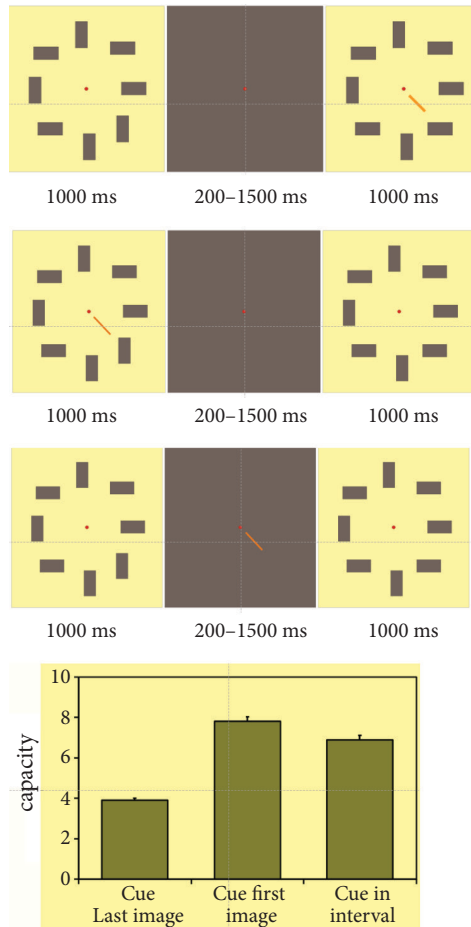 1000 ms 200–1500 ms 1000 ms
1000 ms 200–1500 ms 1000 ms
1000 ms 200–1500 ms 1000 ms
10
8
6
4
2
0
capacity
Cue Cue first Cue in
Last image image interval